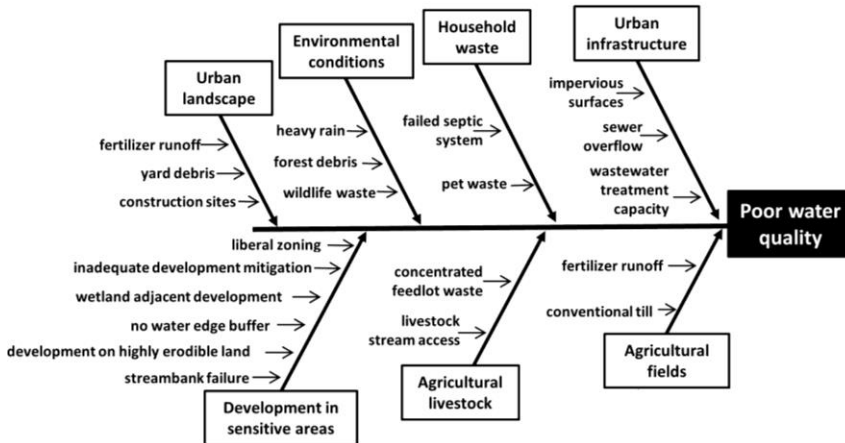 Urban
landscape
fertilizer runoff
yard debris
construction sites
Environmental
conditions
heavy rain
forest debris
wildlife waste
Household
waste
failed septic
system
pet waste
Urban
infrastructure
impervious
surfaces
sewer
overflow
wastewater
treatment
capacity
Poor water
quality
liberal zoning
inadequate development mitigation
wetland adjacent development
no water edge buffer
development on highly erodible land
streambank failure
Development in
sensitive areas
concentrated
feedlot waste
livestock
stream access
Agricultural
livestock
fertilizer runoff
conventional till
Agricultural
fields